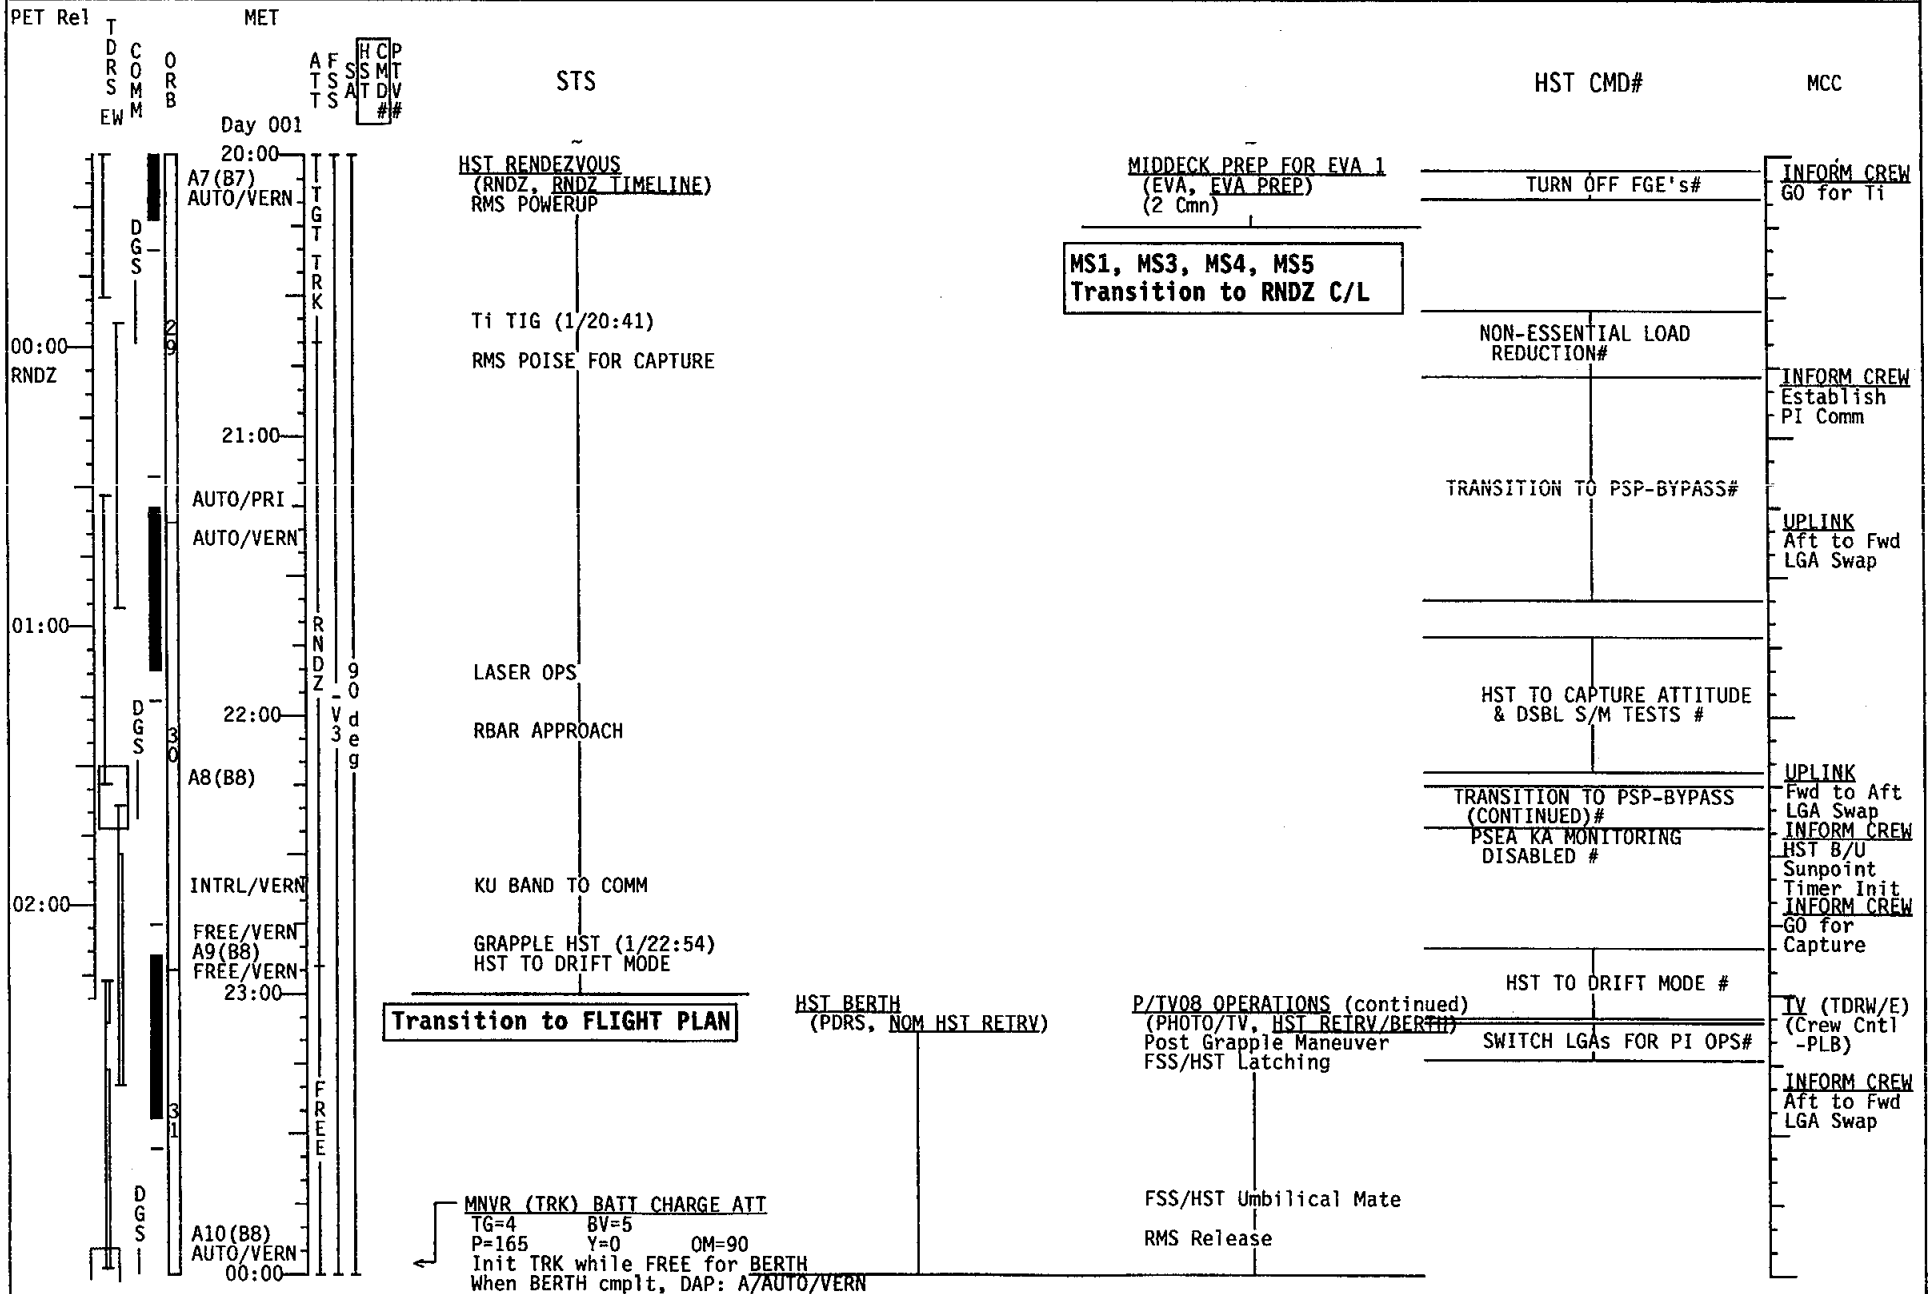 PET Rel
MET
TDRS
EW
COMM
ORB
ATT
FSS
SA
HST
CMD#
PTV#
STS
HST CMD#
MCC
Day 001
20:00
A7(B7)
AUTO/VERN
DGS
29
00:00
RNDZ
21:00
AUTO/PRI
AUTO/VERN
01:00
DGS
22:00
30
A8(B8)
INTRL/VERN
02:00
FREE/VERN
A9(B8)
FREE/VERN
23:00
31
DGS
A10(B8)
AUTO/VERN
00:00
TGT TRK
RNDZ
-V3
90 deg
FREE
~
HST RENDEZVOUS
(RNDZ, RNDZ TIMELINE)
RMS POWERUP
Ti TIG (1/20:41)
RMS POISE FOR CAPTURE
LASER OPS
RBAR APPROACH
KU BAND TO COMM
GRAPPLE HST (1/22:54)
HST TO DRIFT MODE
Transition to FLIGHT PLAN
MNVR (TRK) BATT CHARGE ATT
TG=4 BV=5
P=165 Y=0 OM=90
Init TRK while FREE for BERTH
When BERTH cmplt, DAP: A/AUTO/VERN
HST BERTH
(PDRS, NOM HST RETRV)
~
MIDDECK PREP FOR EVA 1
(EVA, EVA PREP)
(2 Cmn)
MS1, MS3, MS4, MS5
Transition to RNDZ C/L
P/TV08 OPERATIONS (continued)
(PHOTO/TV, HST RETRV/BERTH)
Post Grapple Maneuver
FSS/HST Latching
FSS/HST Umbilical Mate
RMS Release
TURN OFF FGE's#
NON-ESSENTIAL LOAD
REDUCTION#
TRANSITION TO PSP-BYPASS#
HST TO CAPTURE ATTITUDE
& DSBL S/M TESTS #
TRANSITION TO PSP-BYPASS
(CONTINUED)#
PSEA KA MONITORING
DISABLED #
HST TO DRIFT MODE #
SWITCH LGAs FOR PI OPS#
INFORM CREW
GO for Ti
INFORM CREW
Establish
PI Comm
UPLINK
Aft to Fwd
LGA Swap
UPLINK
Fwd to Aft
LGA Swap
INFORM CREW
HST B/U
Sunpoint
Timer Init
INFORM CREW
GO for
Capture
TV (TDRW/E)
(Crew Cntl
-PLB)
INFORM CREW
Aft to Fwd
LGA Swap